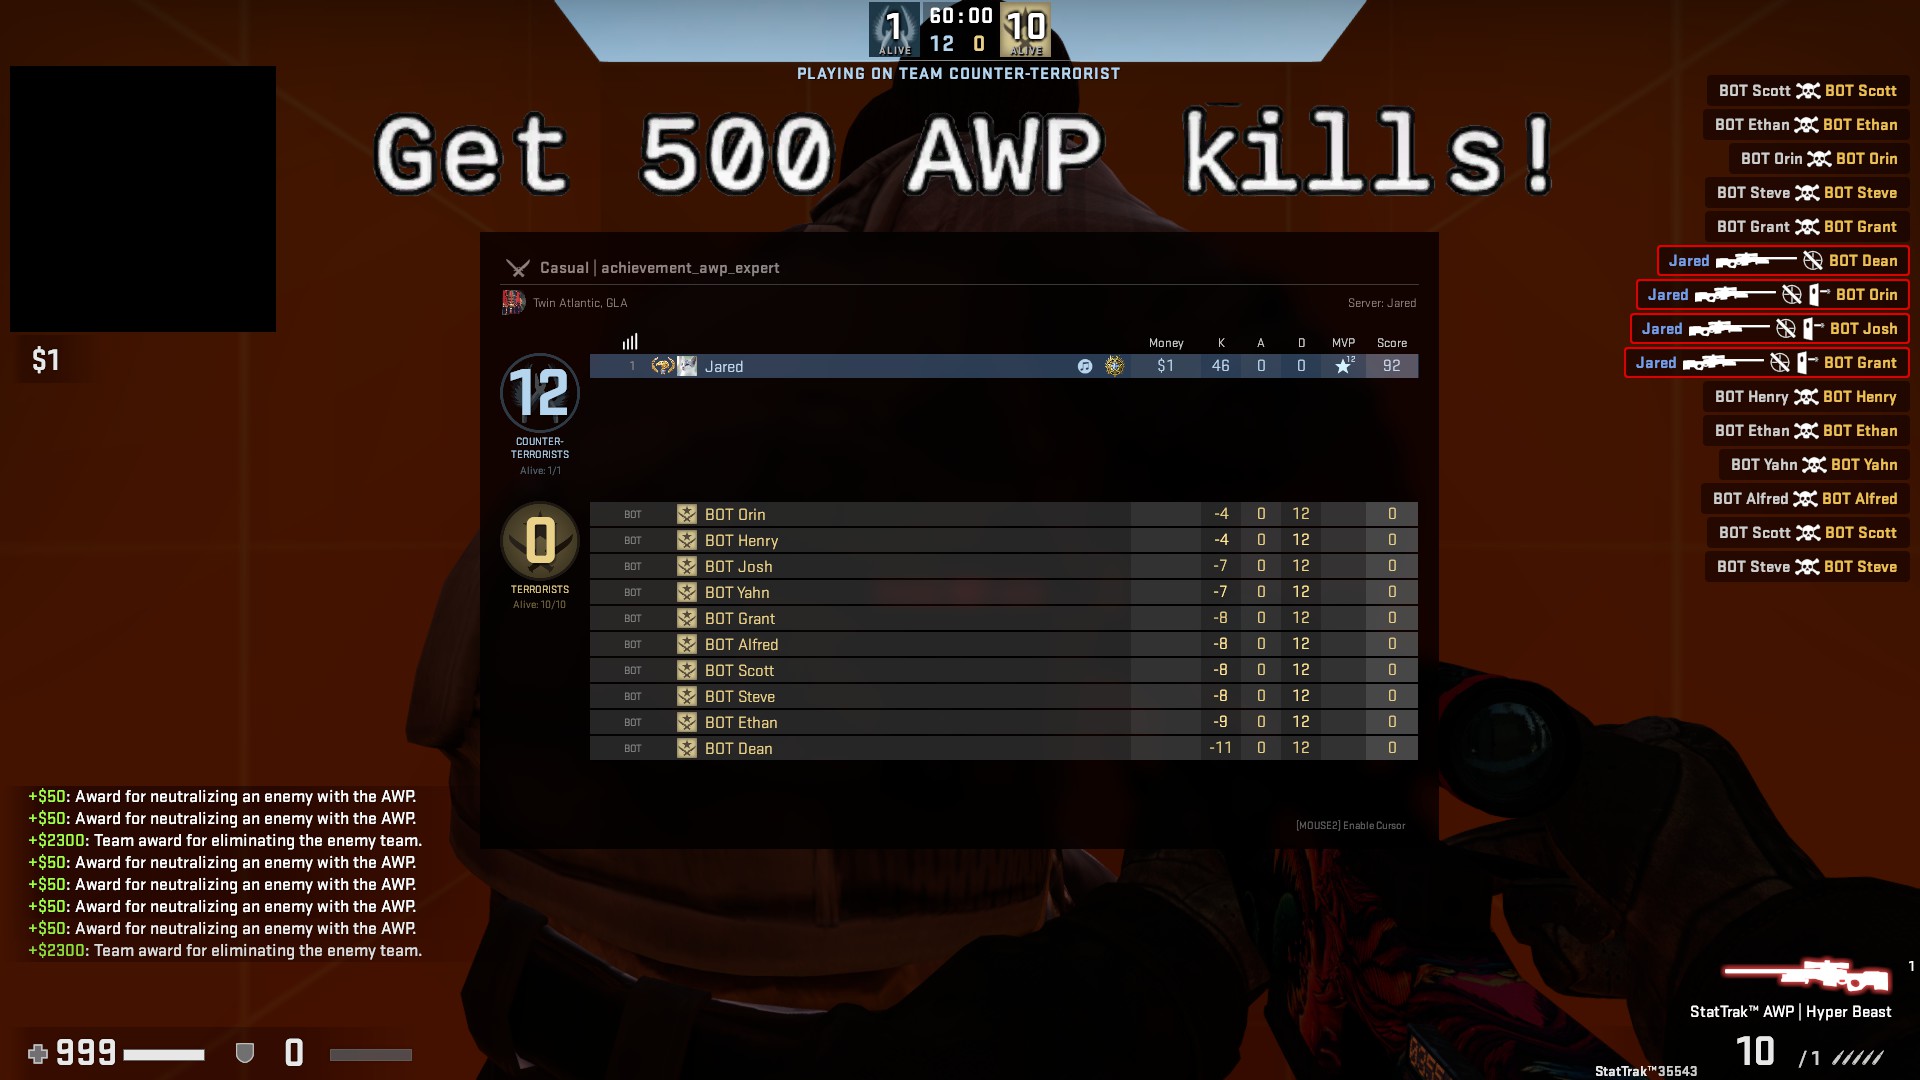 1
ALIVE
60:00
12 0
10
ALIVE
PLAYING ON TEAM COUNTER-TERRORIST
Get 500 AWP kills!
$1
BOT Scott BOT Scott
BOT Ethan BOT Ethan
BOT Orin BOT Orin
BOT Steve BOT Steve
BOT Grant BOT Grant
Jared BOT Dean
Jared BOT Orin
Jared BOT Josh
Jared BOT Grant
BOT Henry BOT Henry
BOT Ethan BOT Ethan
BOT Yahn BOT Yahn
BOT Alfred BOT Alfred
BOT Scott BOT Scott
BOT Steve BOT Steve
Casual | achievement_awp_expert
Twin Atlantic, GLA Server: Jared
Money K A D MVP Score
1 Jared $1 46 0 0 12 92
12
COUNTER-
TERRORISTS
Alive: 1/1
0
TERRORISTS
Alive: 10/10
BOT BOT Orin -4 0 12 0
BOT BOT Henry -4 0 12 0
BOT BOT Josh -7 0 12 0
BOT BOT Yahn -7 0 12 0
BOT BOT Grant -8 0 12 0
BOT BOT Alfred -8 0 12 0
BOT BOT Scott -8 0 12 0
BOT BOT Steve -8 0 12 0
BOT BOT Ethan -9 0 12 0
BOT BOT Dean -11 0 12 0
[MOUSE2] Enable Cursor
+$50: Award for neutralizing an enemy with the AWP.
+$50: Award for neutralizing an enemy with the AWP.
+$2300: Team award for eliminating the enemy team.
+$50: Award for neutralizing an enemy with the AWP.
+$50: Award for neutralizing an enemy with the AWP.
+$50: Award for neutralizing an enemy with the AWP.
+$50: Award for neutralizing an enemy with the AWP.
+$2300: Team award for eliminating the enemy team.
999 0
1
StatTrak™ AWP | Hyper Beast
10 / 1
StatTrak™35543